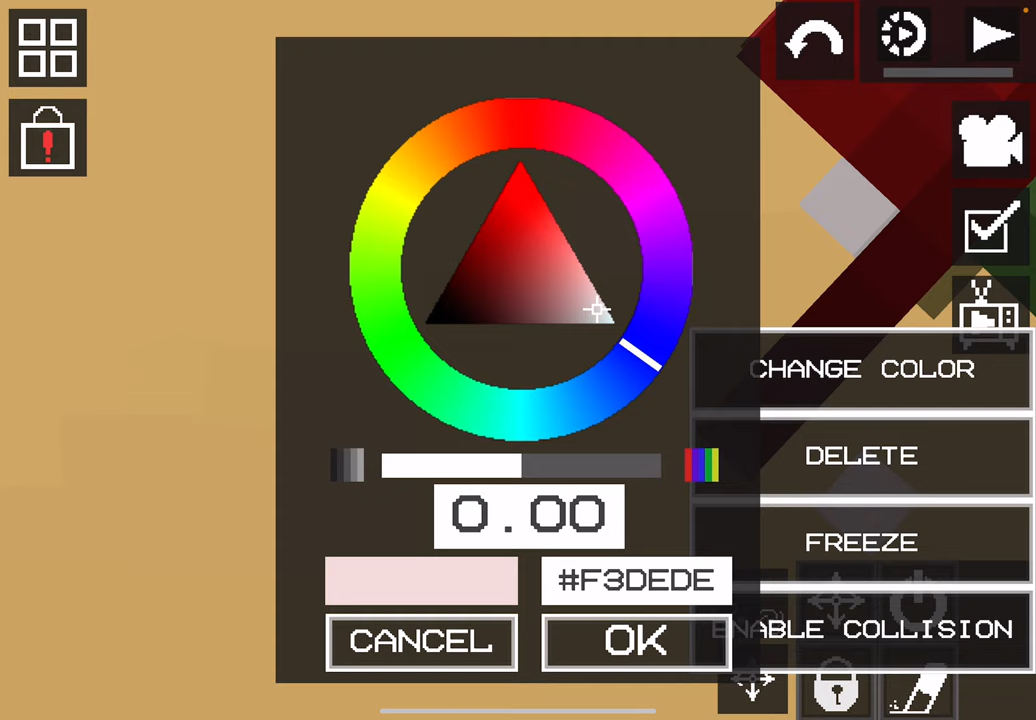 CHANGE COLOR
DELETE
0.00
FREEZE
#F3DEDE
ENABLE COLLISION
CANCEL
OK